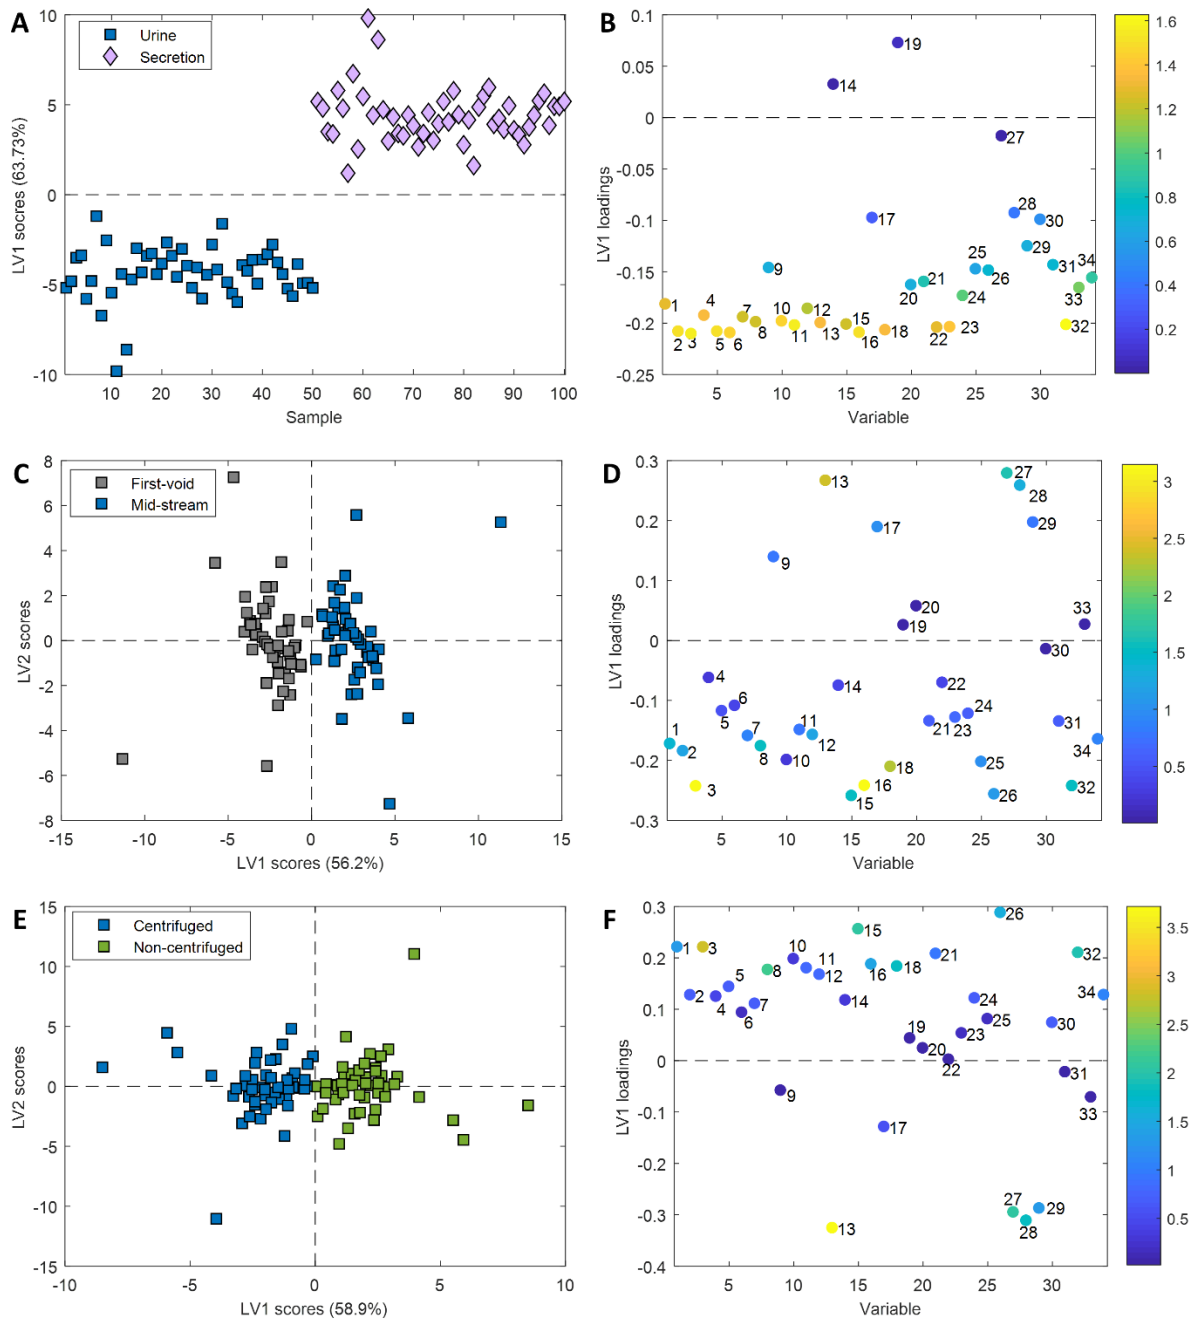 A
Urine
Secretion
LV1 socres (63.73%)
10
5
0
-5
-10
10 20 30 40 50 60 70 80 90 100
Sample
B
LV1 loadings
0.1
0.05
0
-0.05
-0.1
-0.15
-0.2
-0.25
1 2 3 4 5 6 7 8 9 10 11 12 13 14 15 16 17 18 19 20 21 22 23 24 25 26 27 28 29 30 31 32 33 34
5 10 15 20 25 30
Variable
1.6
1.4
1.2
1
0.8
0.6
0.4
0.2
C
First-void
Mid-stream
LV2 scores
8
6
4
2
0
-2
-4
-6
-8
-15 -10 -5 0 5 10 15
LV1 scores (56.2%)
D
LV1 loadings
0.3
0.2
0.1
0
-0.1
-0.2
-0.3
1 2 3 4 5 6 7 8 9 10 11 12 13 14 15 16 17 18 19 20 21 22 23 24 25 26 27 28 29 30 31 32 33 34
5 10 15 20 25 30
Variable
3
2.5
2
1.5
1
0.5
E
Centrifuged
Non-centrifuged
LV2 scores
15
10
5
0
-5
-10
-15
-10 -5 0 5 10
LV1 scores (58.9%)
F
LV1 loadings
0.3
0.2
0.1
0
-0.1
-0.2
-0.3
-0.4
1 2 3 4 5 6 7 8 9 10 11 12 13 14 15 16 17 18 19 20 21 22 23 24 25 26 27 28 29 30 31 32 33 34
5 10 15 20 25 30
Variable
3.5
3
2.5
2
1.5
1
0.5